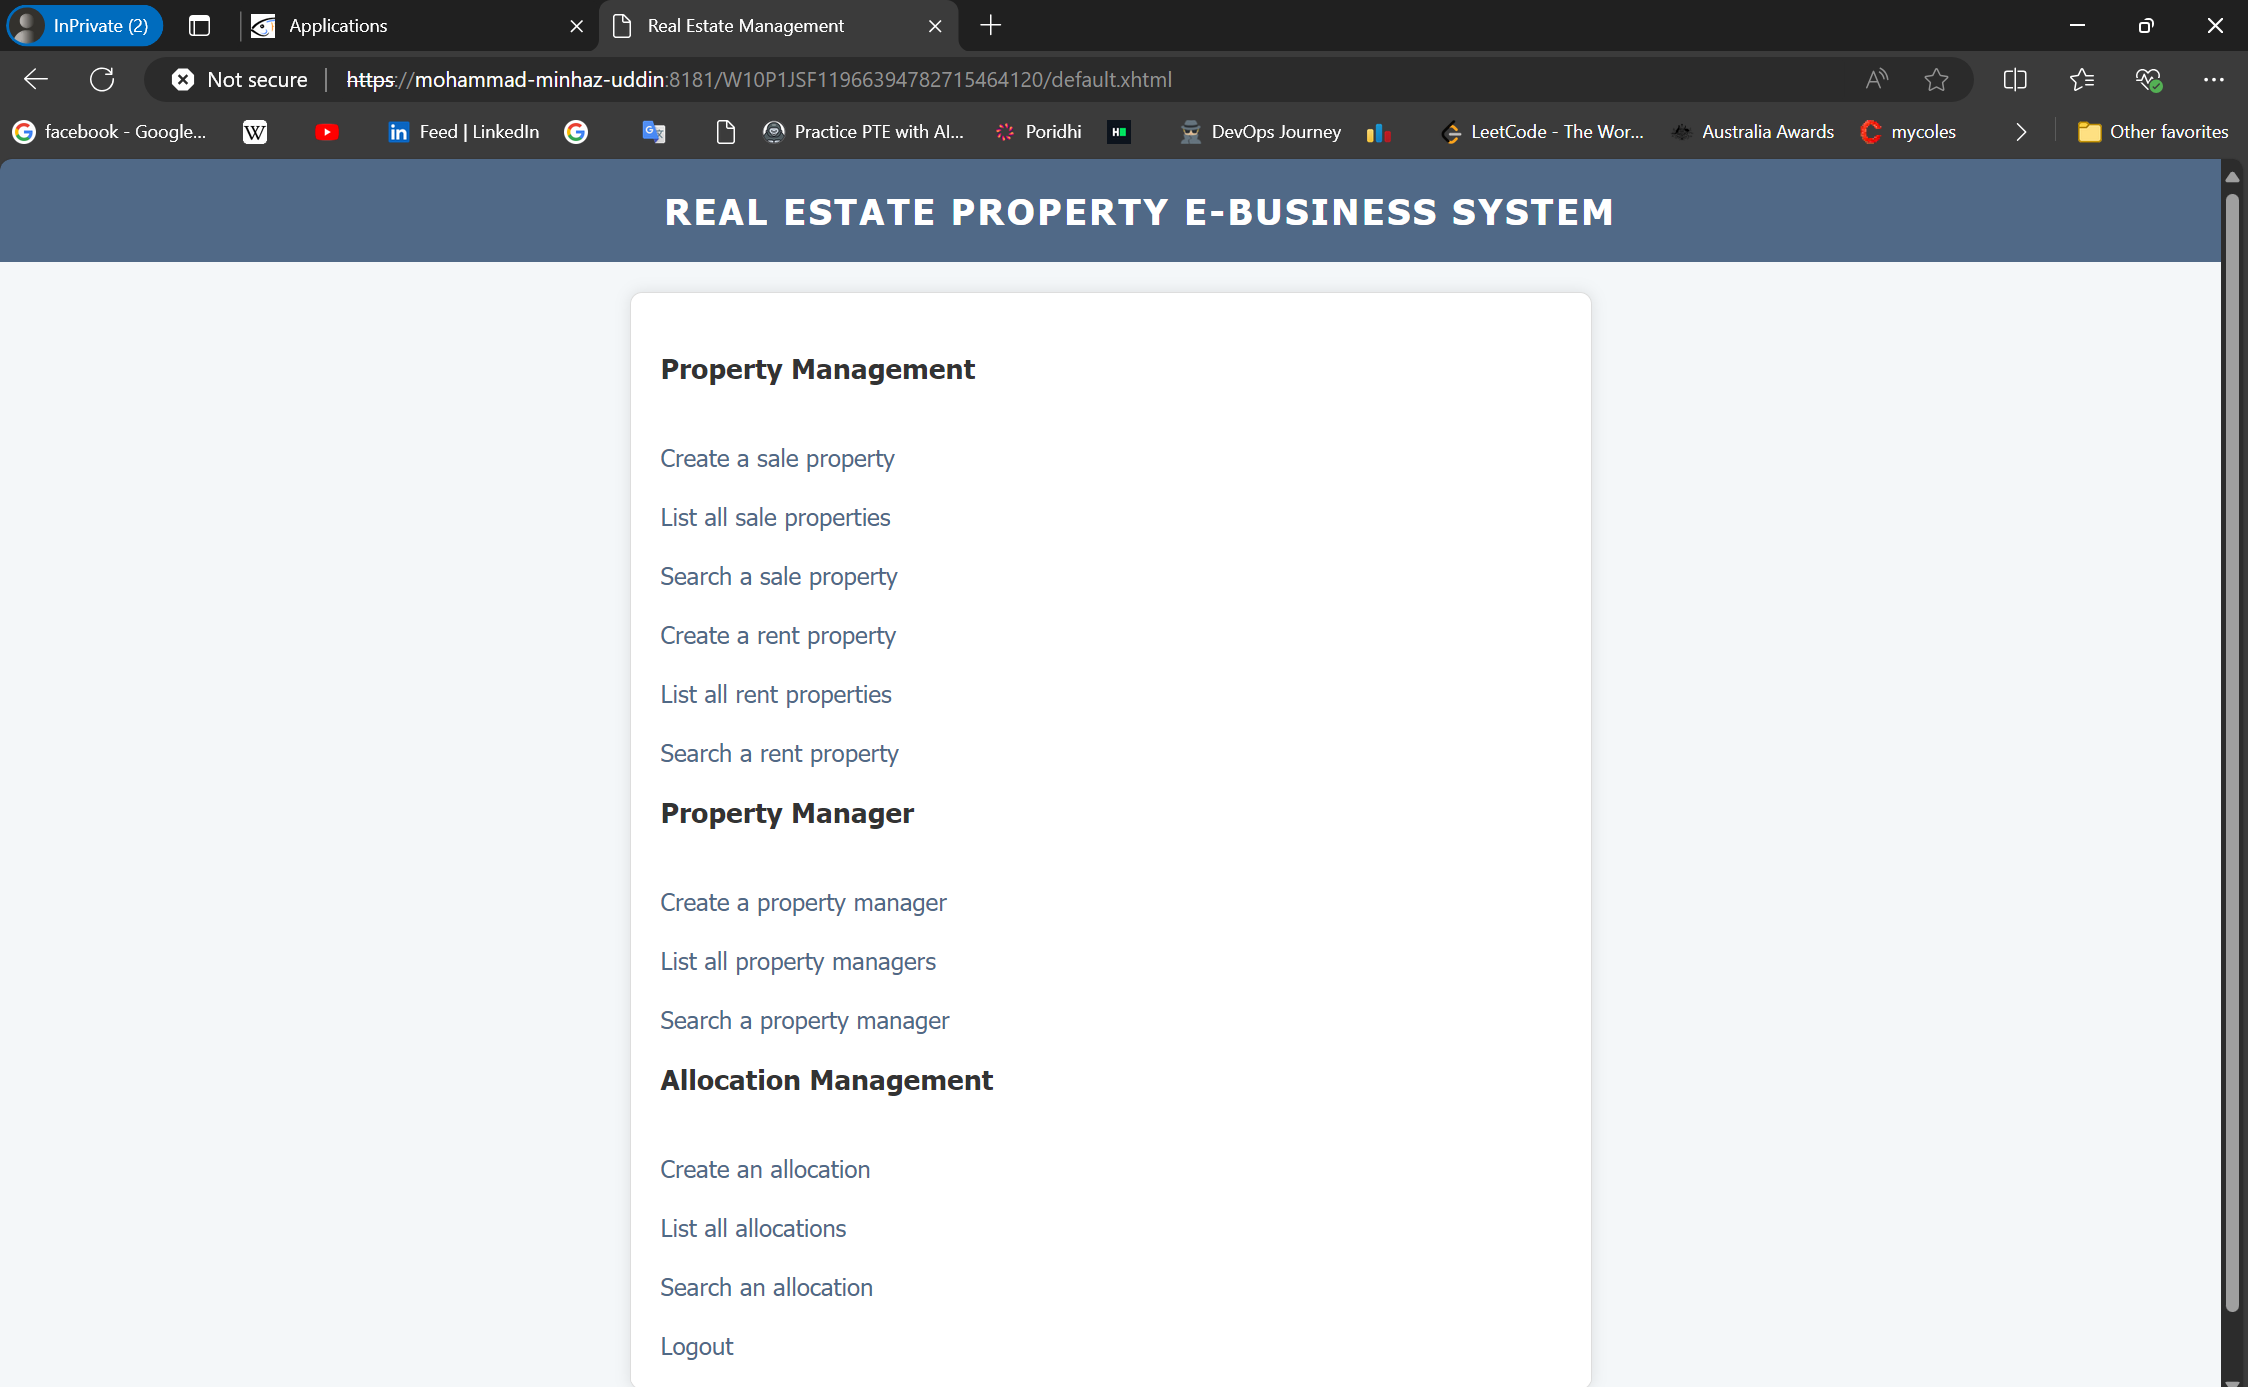 InPrivate (2)
Applications
Real Estate Management
Not secure
https://mohammad-minhaz-uddin:8181/W10P1JSF11966394782715464120/default.xhtml
facebook - Google...
W
in Feed | LinkedIn
Practice PTE with AI...
Poridhi
H
DevOps Journey
LeetCode - The Wor...
Australia Awards
mycoles
Other favorites
REAL ESTATE PROPERTY E-BUSINESS SYSTEM
Property Management
Create a sale property
List all sale properties
Search a sale property
Create a rent property
List all rent properties
Search a rent property
Property Manager
Create a property manager
List all property managers
Search a property manager
Allocation Management
Create an allocation
List all allocations
Search an allocation
Logout